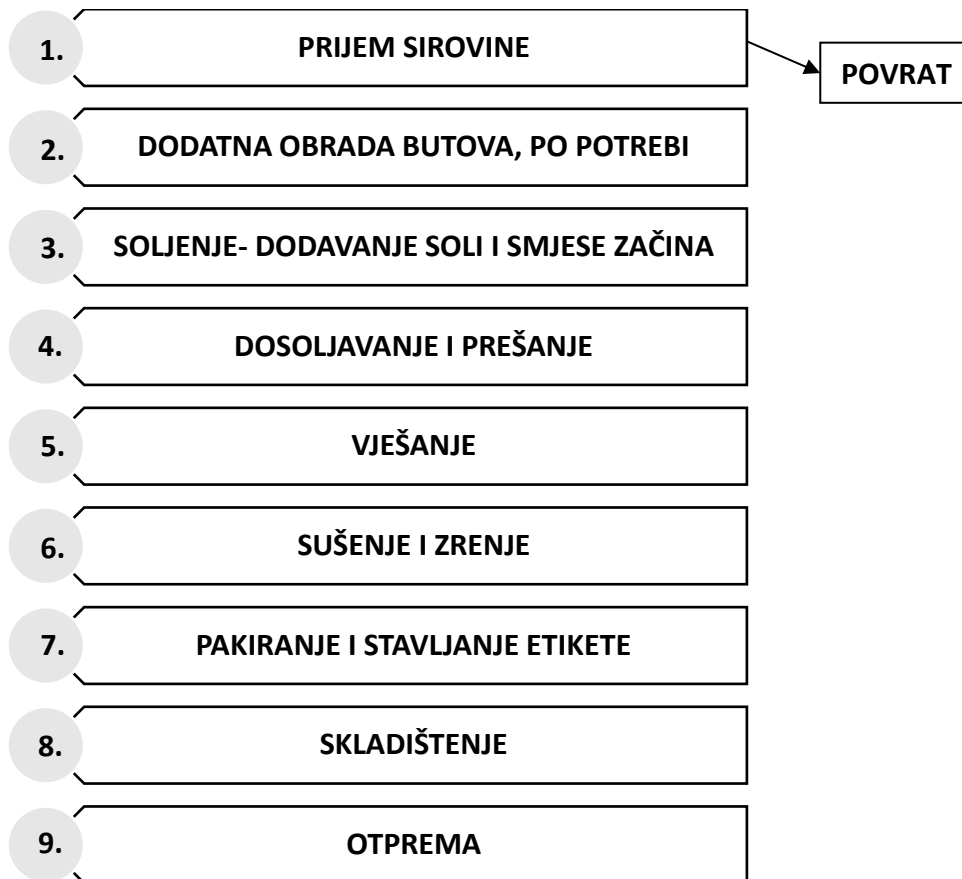 1. PRIJEM SIROVINE
POVRAT
2. DODATNA OBRADA BUTOVA, PO POTREBI
3. SOLJENJE- DODAVANJE SOLI I SMJESE ZAČINA
4. DOSOLJAVANJE I PREŠANJE
5. VJEŠANJE
6. SUŠENJE I ZRENJE
7. PAKIRANJE I STAVLJANJE ETIKETE
8. SKLADIŠTENJE
9. OTPREMA